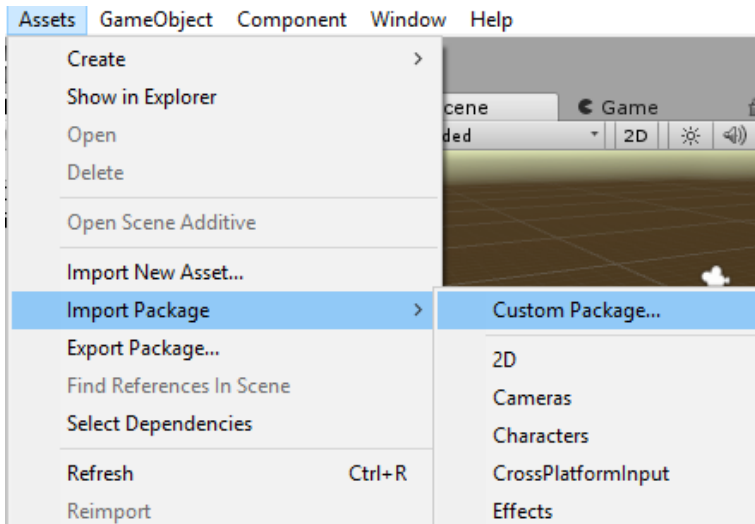 Assets GameObject Component Window Help
Create >
Show in Explorer
Open
Delete
Open Scene Additive
Import New Asset...
Import Package >
Export Package...
Find References In Scene
Select Dependencies
Refresh Ctrl+R
Reimport
cene Game
ded 2D
Custom Package...
2D
Cameras
Characters
CrossPlatformInput
Effects